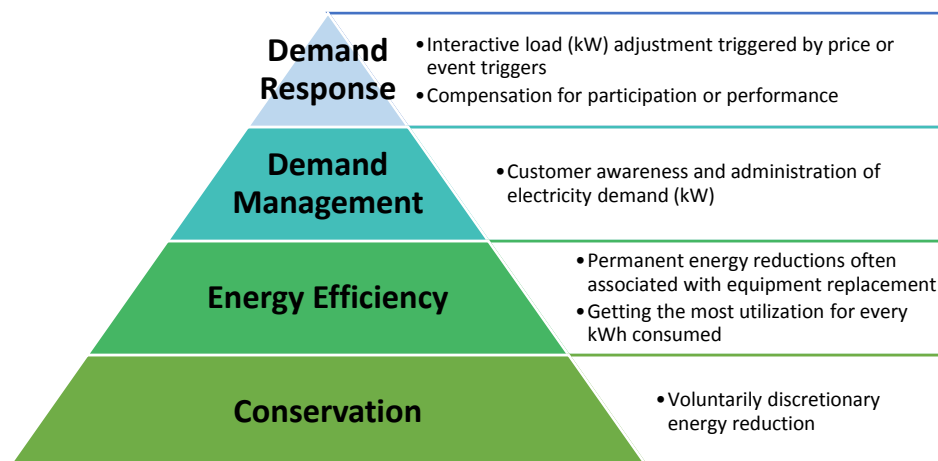 Demand
Response
•Interactive load (kW) adjustment triggered by price or
event triggers
•Compensation for participation or performance
Demand
Management
•Customer awareness and administration of
electricity demand (kW)
Energy Efficiency
•Permanent energy reductions often
associated with equipment replacement
•Getting the most utilization for every
kWh consumed
Conservation
•Voluntarily discretionary
energy reduction